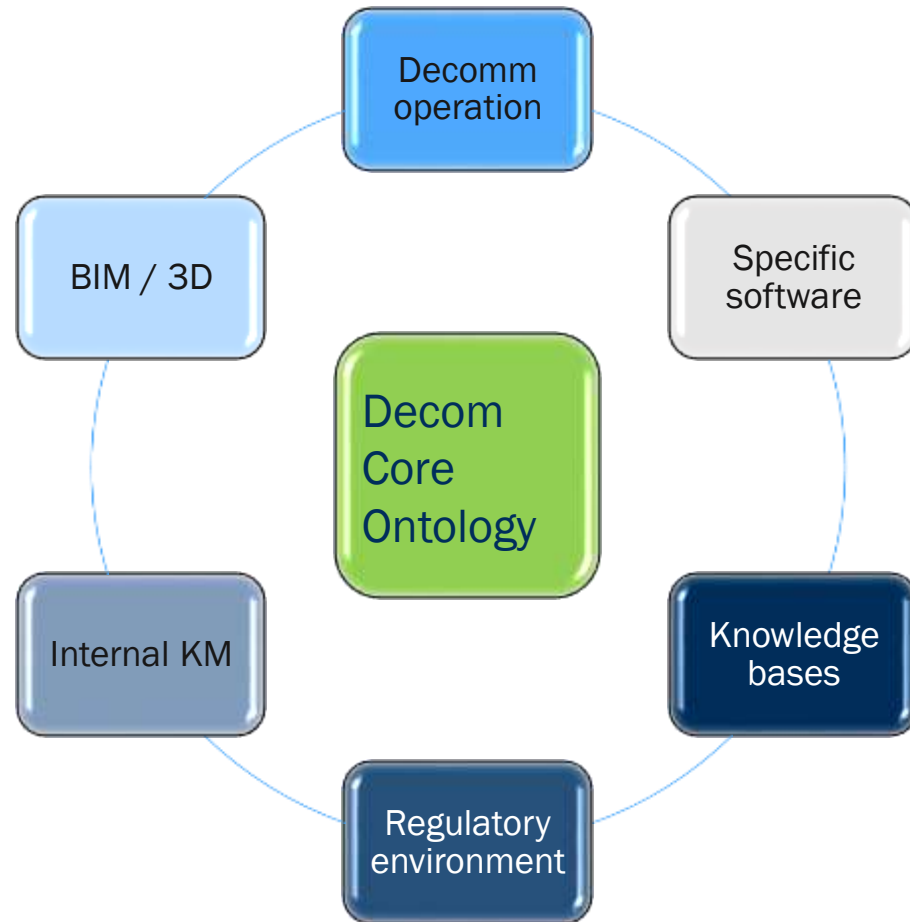 Decomm
operation
BIM / 3D
Specific
software
Decom
Core
Ontology
Internal KM
Knowledge
bases
Regulatory
environment